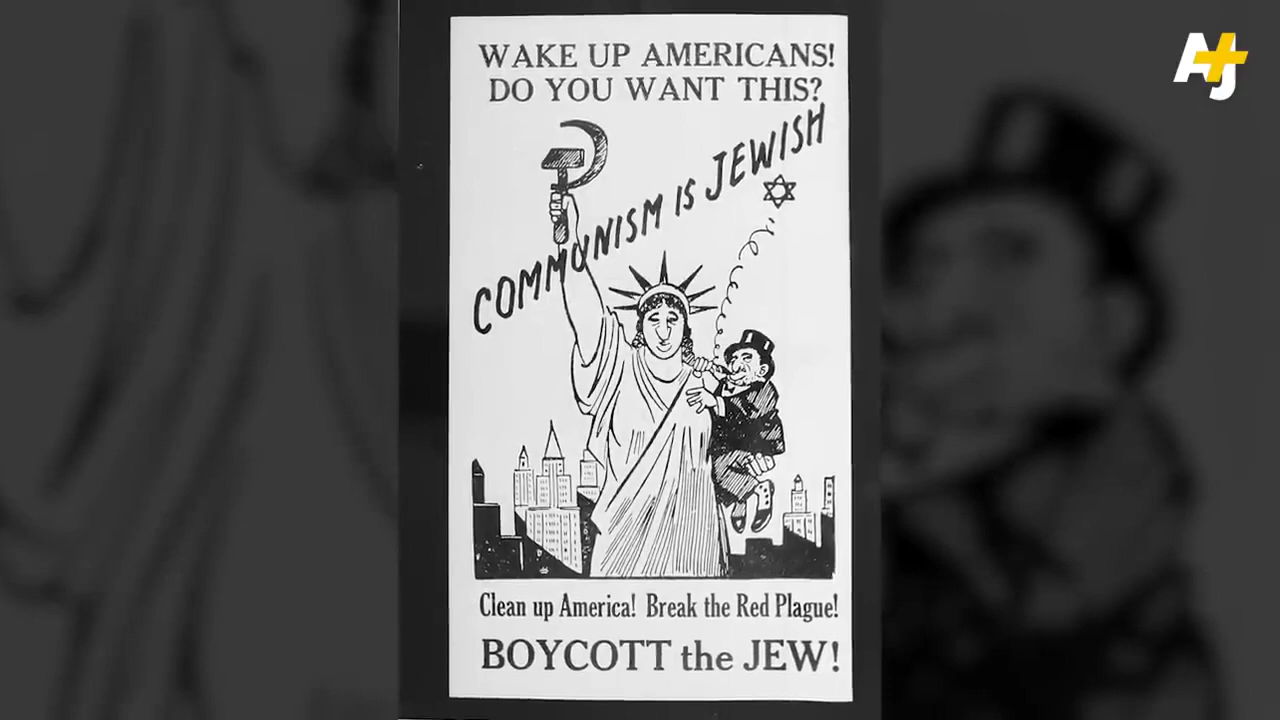 AJ+
WAKE UP AMERICANS!
DO YOU WANT THIS?
COMMUNISM IS JEWISH
Clean up America! Break the Red Plague!
BOYCOTT the JEW!